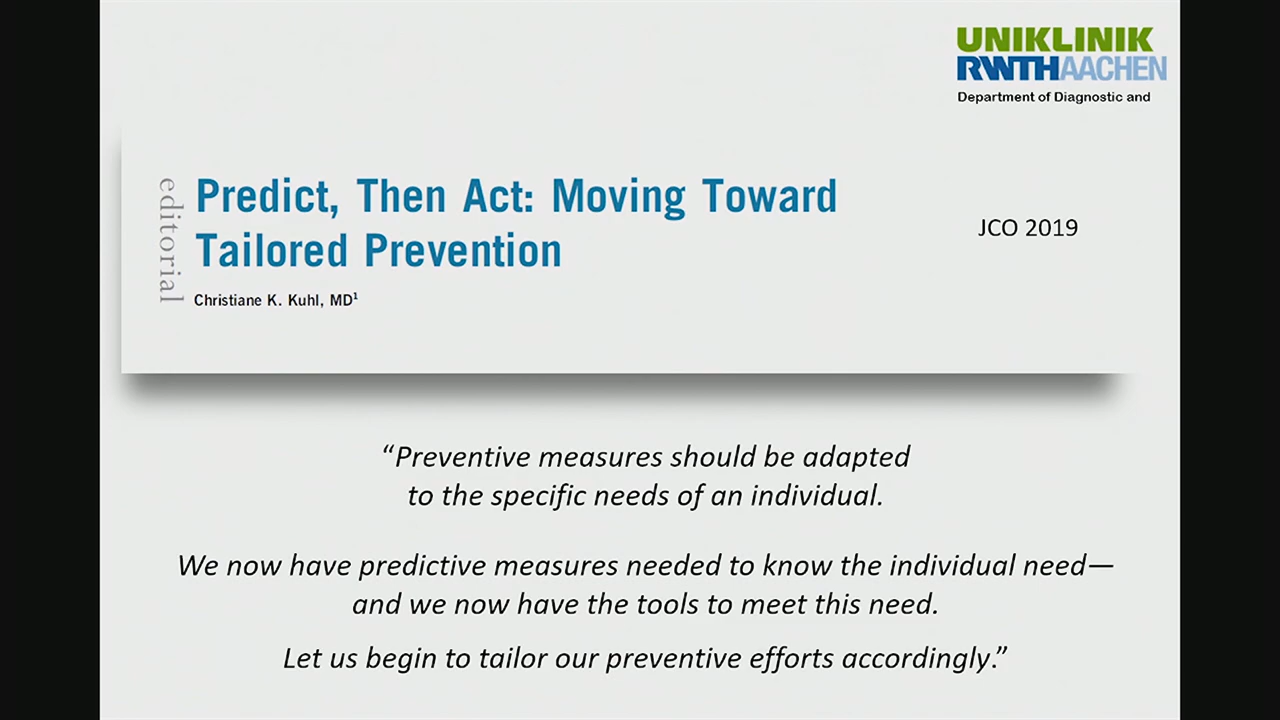 UNIKLINIK
RWTHAACHEN
Department of Diagnostic and
editorial
Predict, Then Act: Moving Toward
Tailored Prevention
JCO 2019
Christiane K. Kuhl, MD¹
“Preventive measures should be adapted
to the specific needs of an individual.
We now have predictive measures needed to know the individual need—
and we now have the tools to meet this need.
Let us begin to tailor our preventive efforts accordingly.”